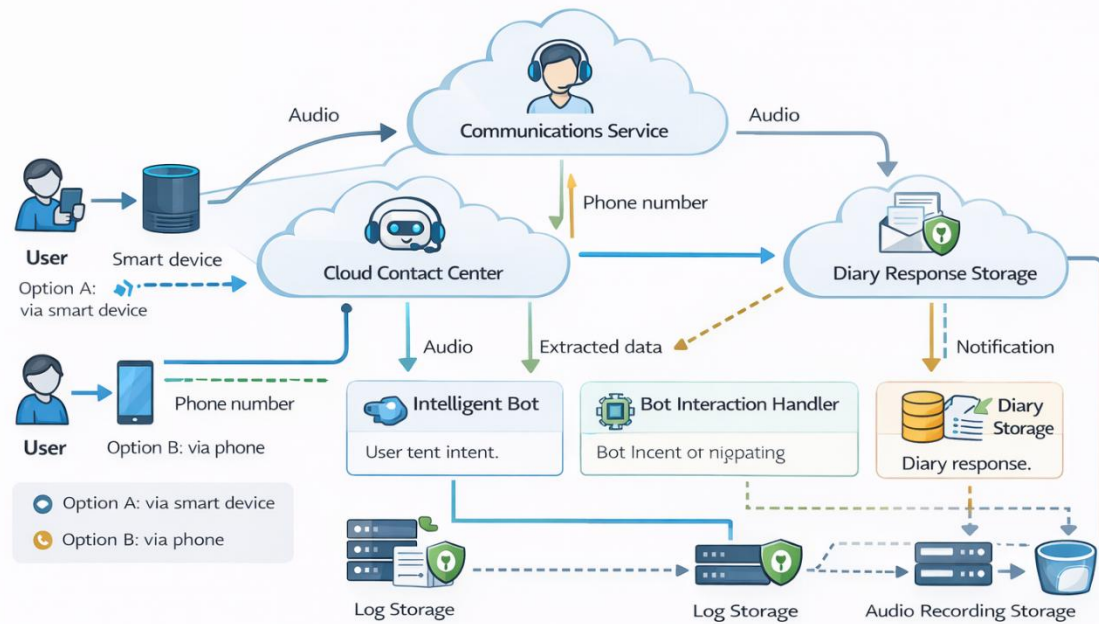 Communications Service
Audio
Audio
Phone number
User
Smart device
Option A:
via smart device
Cloud Contact Center
Diary Response Storage
Audio
Extracted data
Notification
User
Phone number
Option B: via phone
Intelligent Bot
User tent intent.
Bot Interaction Handler
Bot Incent or nıppating
Diary
Storage
Diary response.
Option A: via smart device
Option B: via phone
Log Storage
Log Storage
Audio Recording Storage